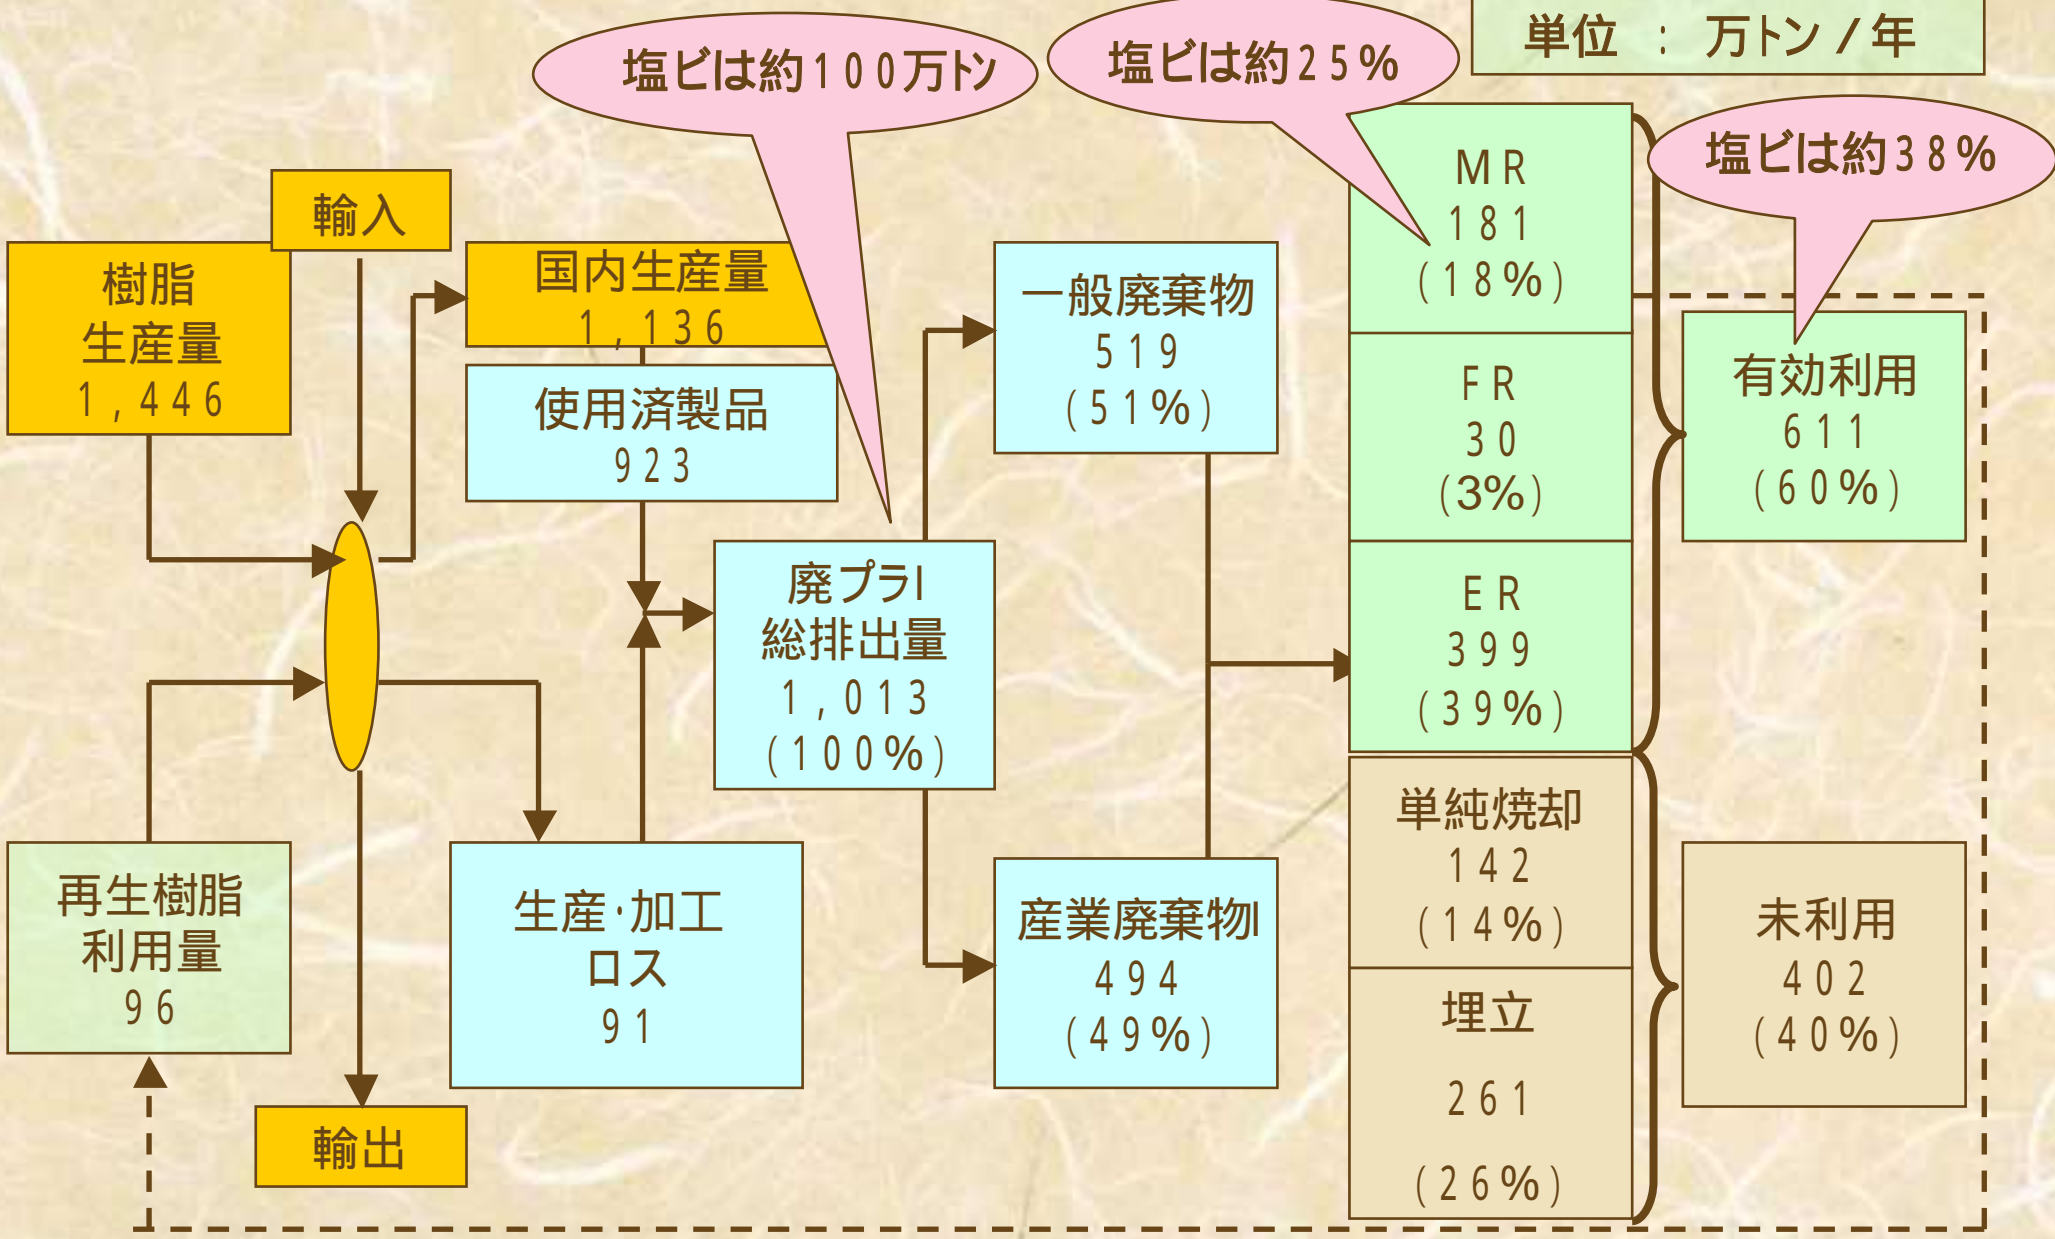 塩ビは約100万トン
塩ビは約25%
単位 : 万トン/年
塩ビは約38%
輸入
樹脂
生産量
1,446
国内生産量
1,136
使用済製品
923
廃プラl
総排出量
1,013
(100%)
一般廃棄物
519
(51%)
MR
181
(18%)
FR
30
(3%)
ER
399
(39%)
有効利用
611
(60%)
再生樹脂
利用量
96
生産・加工
ロス
91
産業廃棄物l
494
(49%)
単純焼却
142
(14%)
埋立
261
(26%)
未利用
402
(40%)
輸出